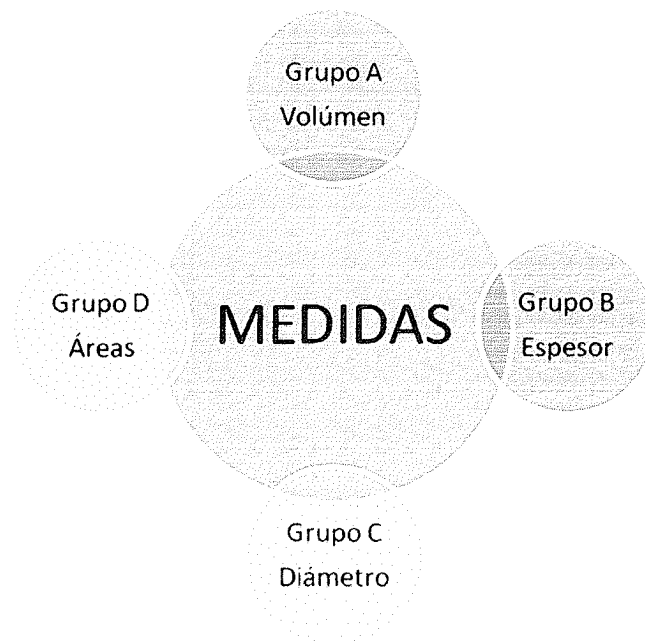 Grupo A
Volúmen
Grupo D
Áreas
MEDIDAS
Grupo B
Espesor
Grupo C
Diámetro